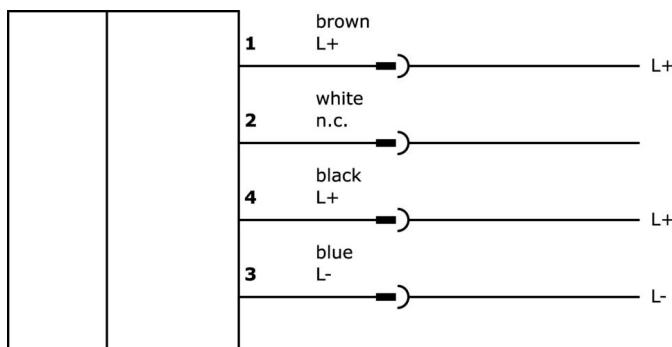 brown
1 L+ L+
white
2 n.c.
black
4 L+ L+
blue
3 L- L-